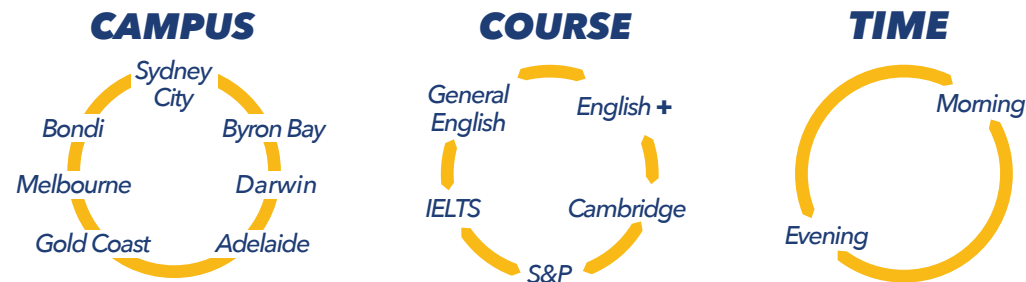 CAMPUS
Sydney
City
Bondi
Byron Bay
Melbourne
Darwin
Gold Coast
Adelaide
COURSE
General
English
English +
IELTS
Cambridge
S&P
TIME
Morning
Evening